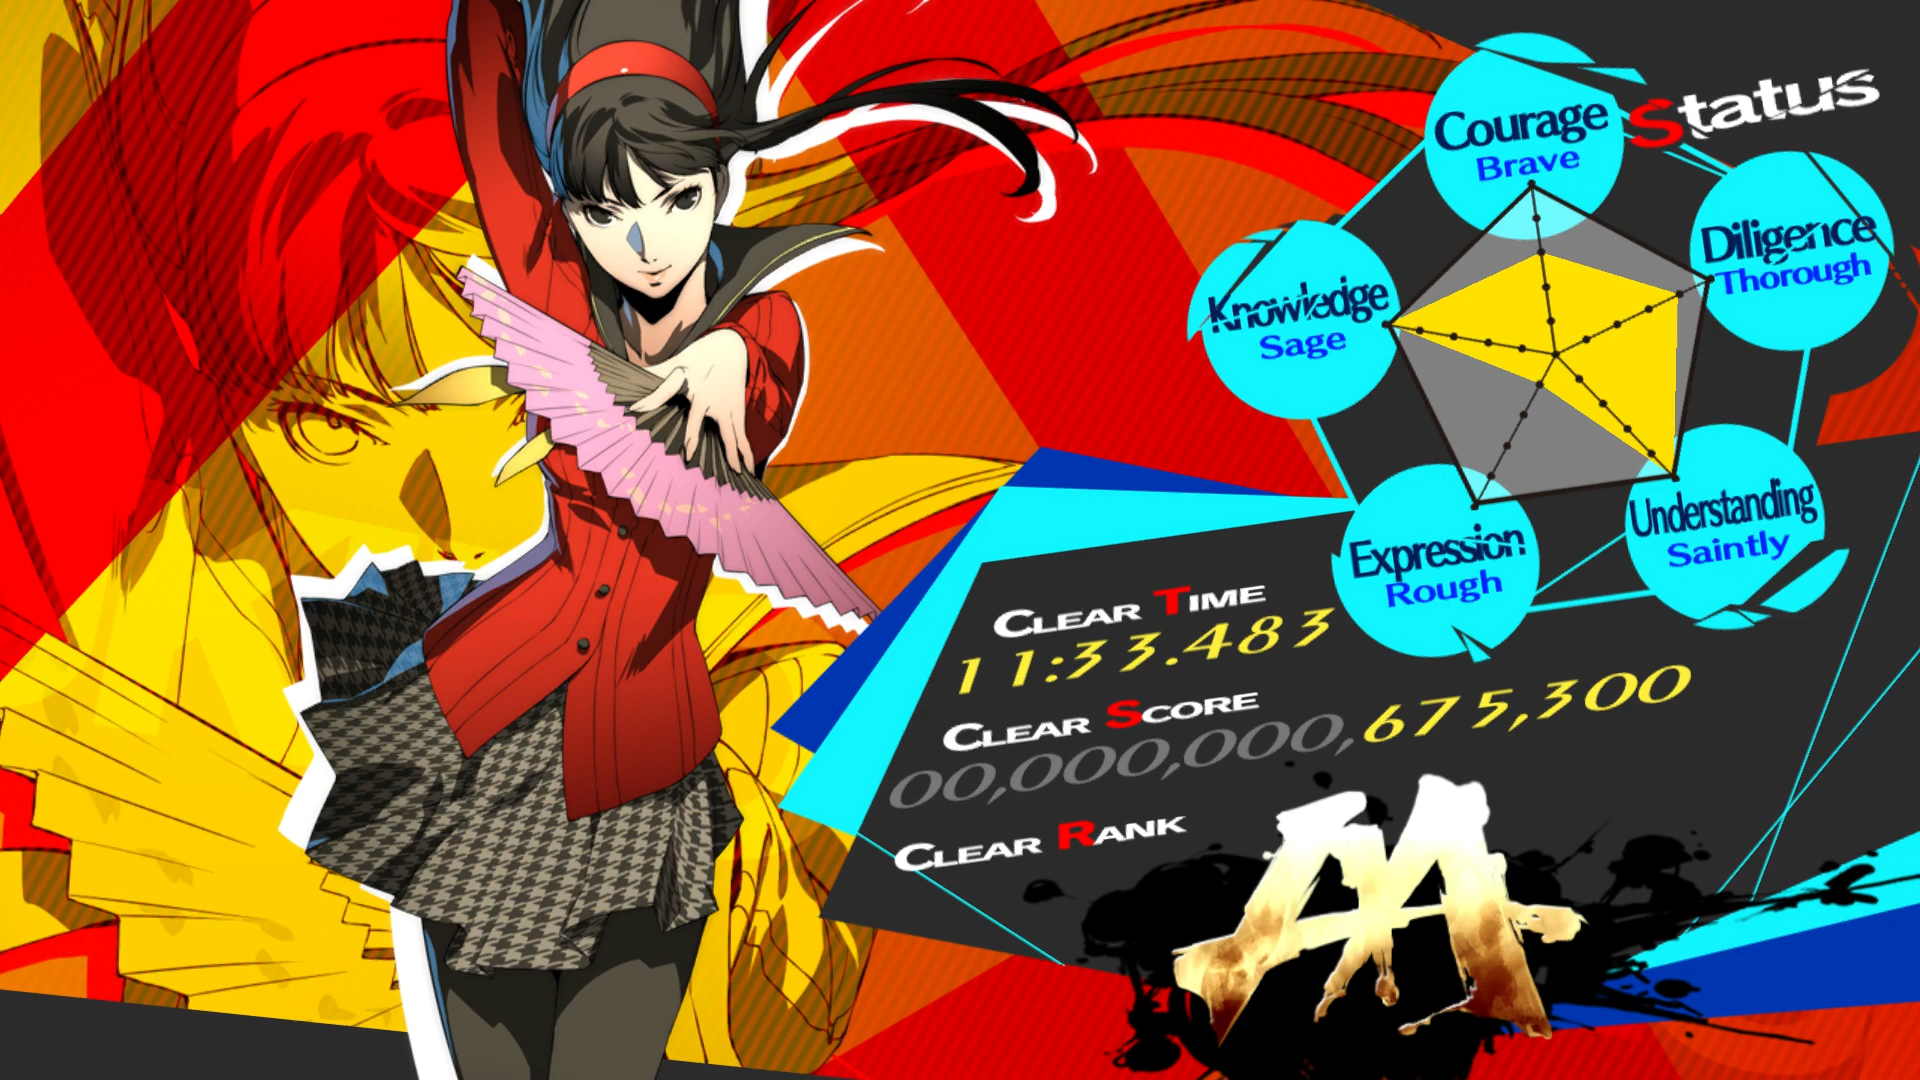 Status
Courage
Brave
Diligence
Thorough
Knowledge
Sage
Understanding
Saintly
Expression
Rough
CLEAR TIME
11:33.483
CLEAR SCORE
00,000,000,675,300
CLEAR RANK
AA